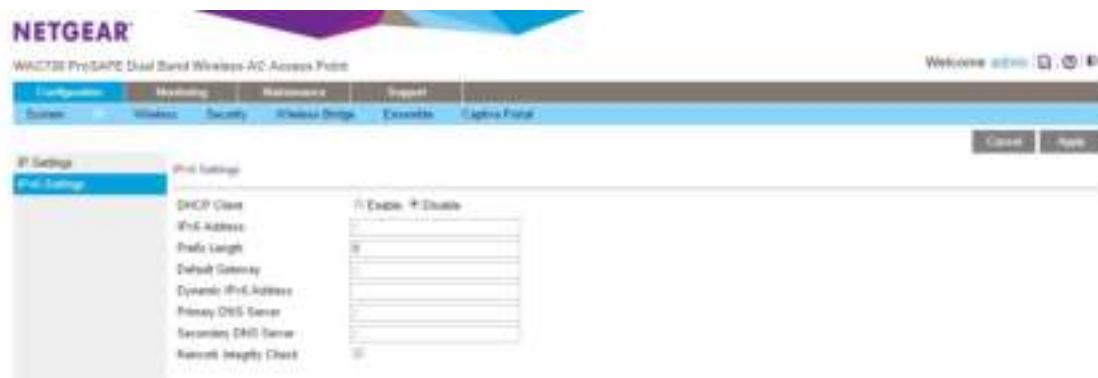 NETGEAR
WAC730 ProSAFE Dual Band Wireless-AC Access Point
Welcome admin
Configuration Monitoring Maintenance Support
System Wireless Security Wireless Bridge Ensemble Captive Portal
Cancel Apply
IP Settings
IPv6 Settings
IPv6 Settings
DHCP Client Enable Disable
IPv6 Address
Prefix Length 0
Default Gateway
Dynamic IPv6 Address
Primary DNS Server
Secondary DNS Server
Network Integrity Check